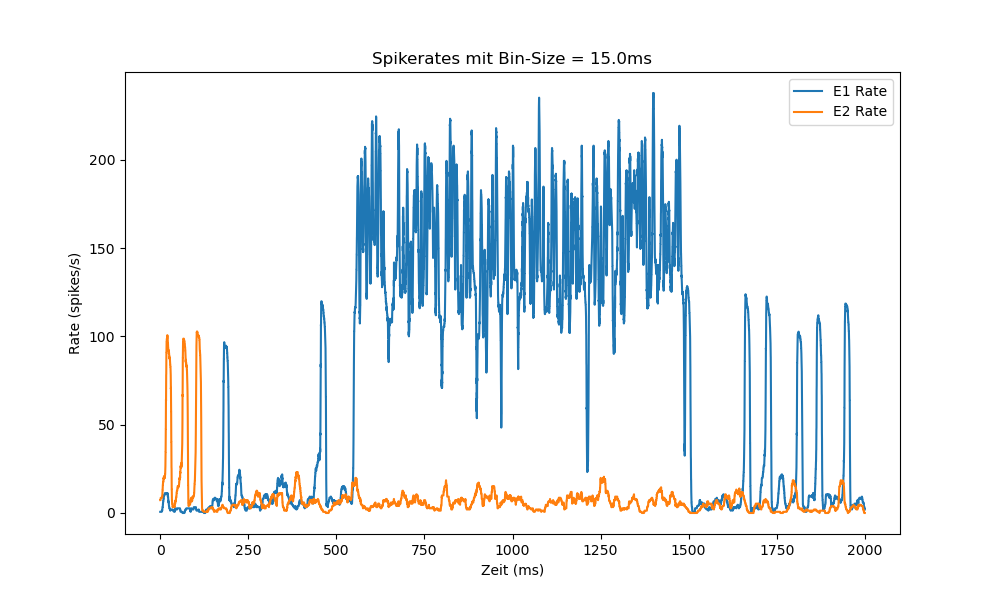 Spikerates mit Bin-Size = 15.0ms
E1 Rate
E2 Rate
Rate (spikes/s)
200
150
100
50
0
0 250 500 750 1000 1250 1500 1750 2000
Zeit (ms)